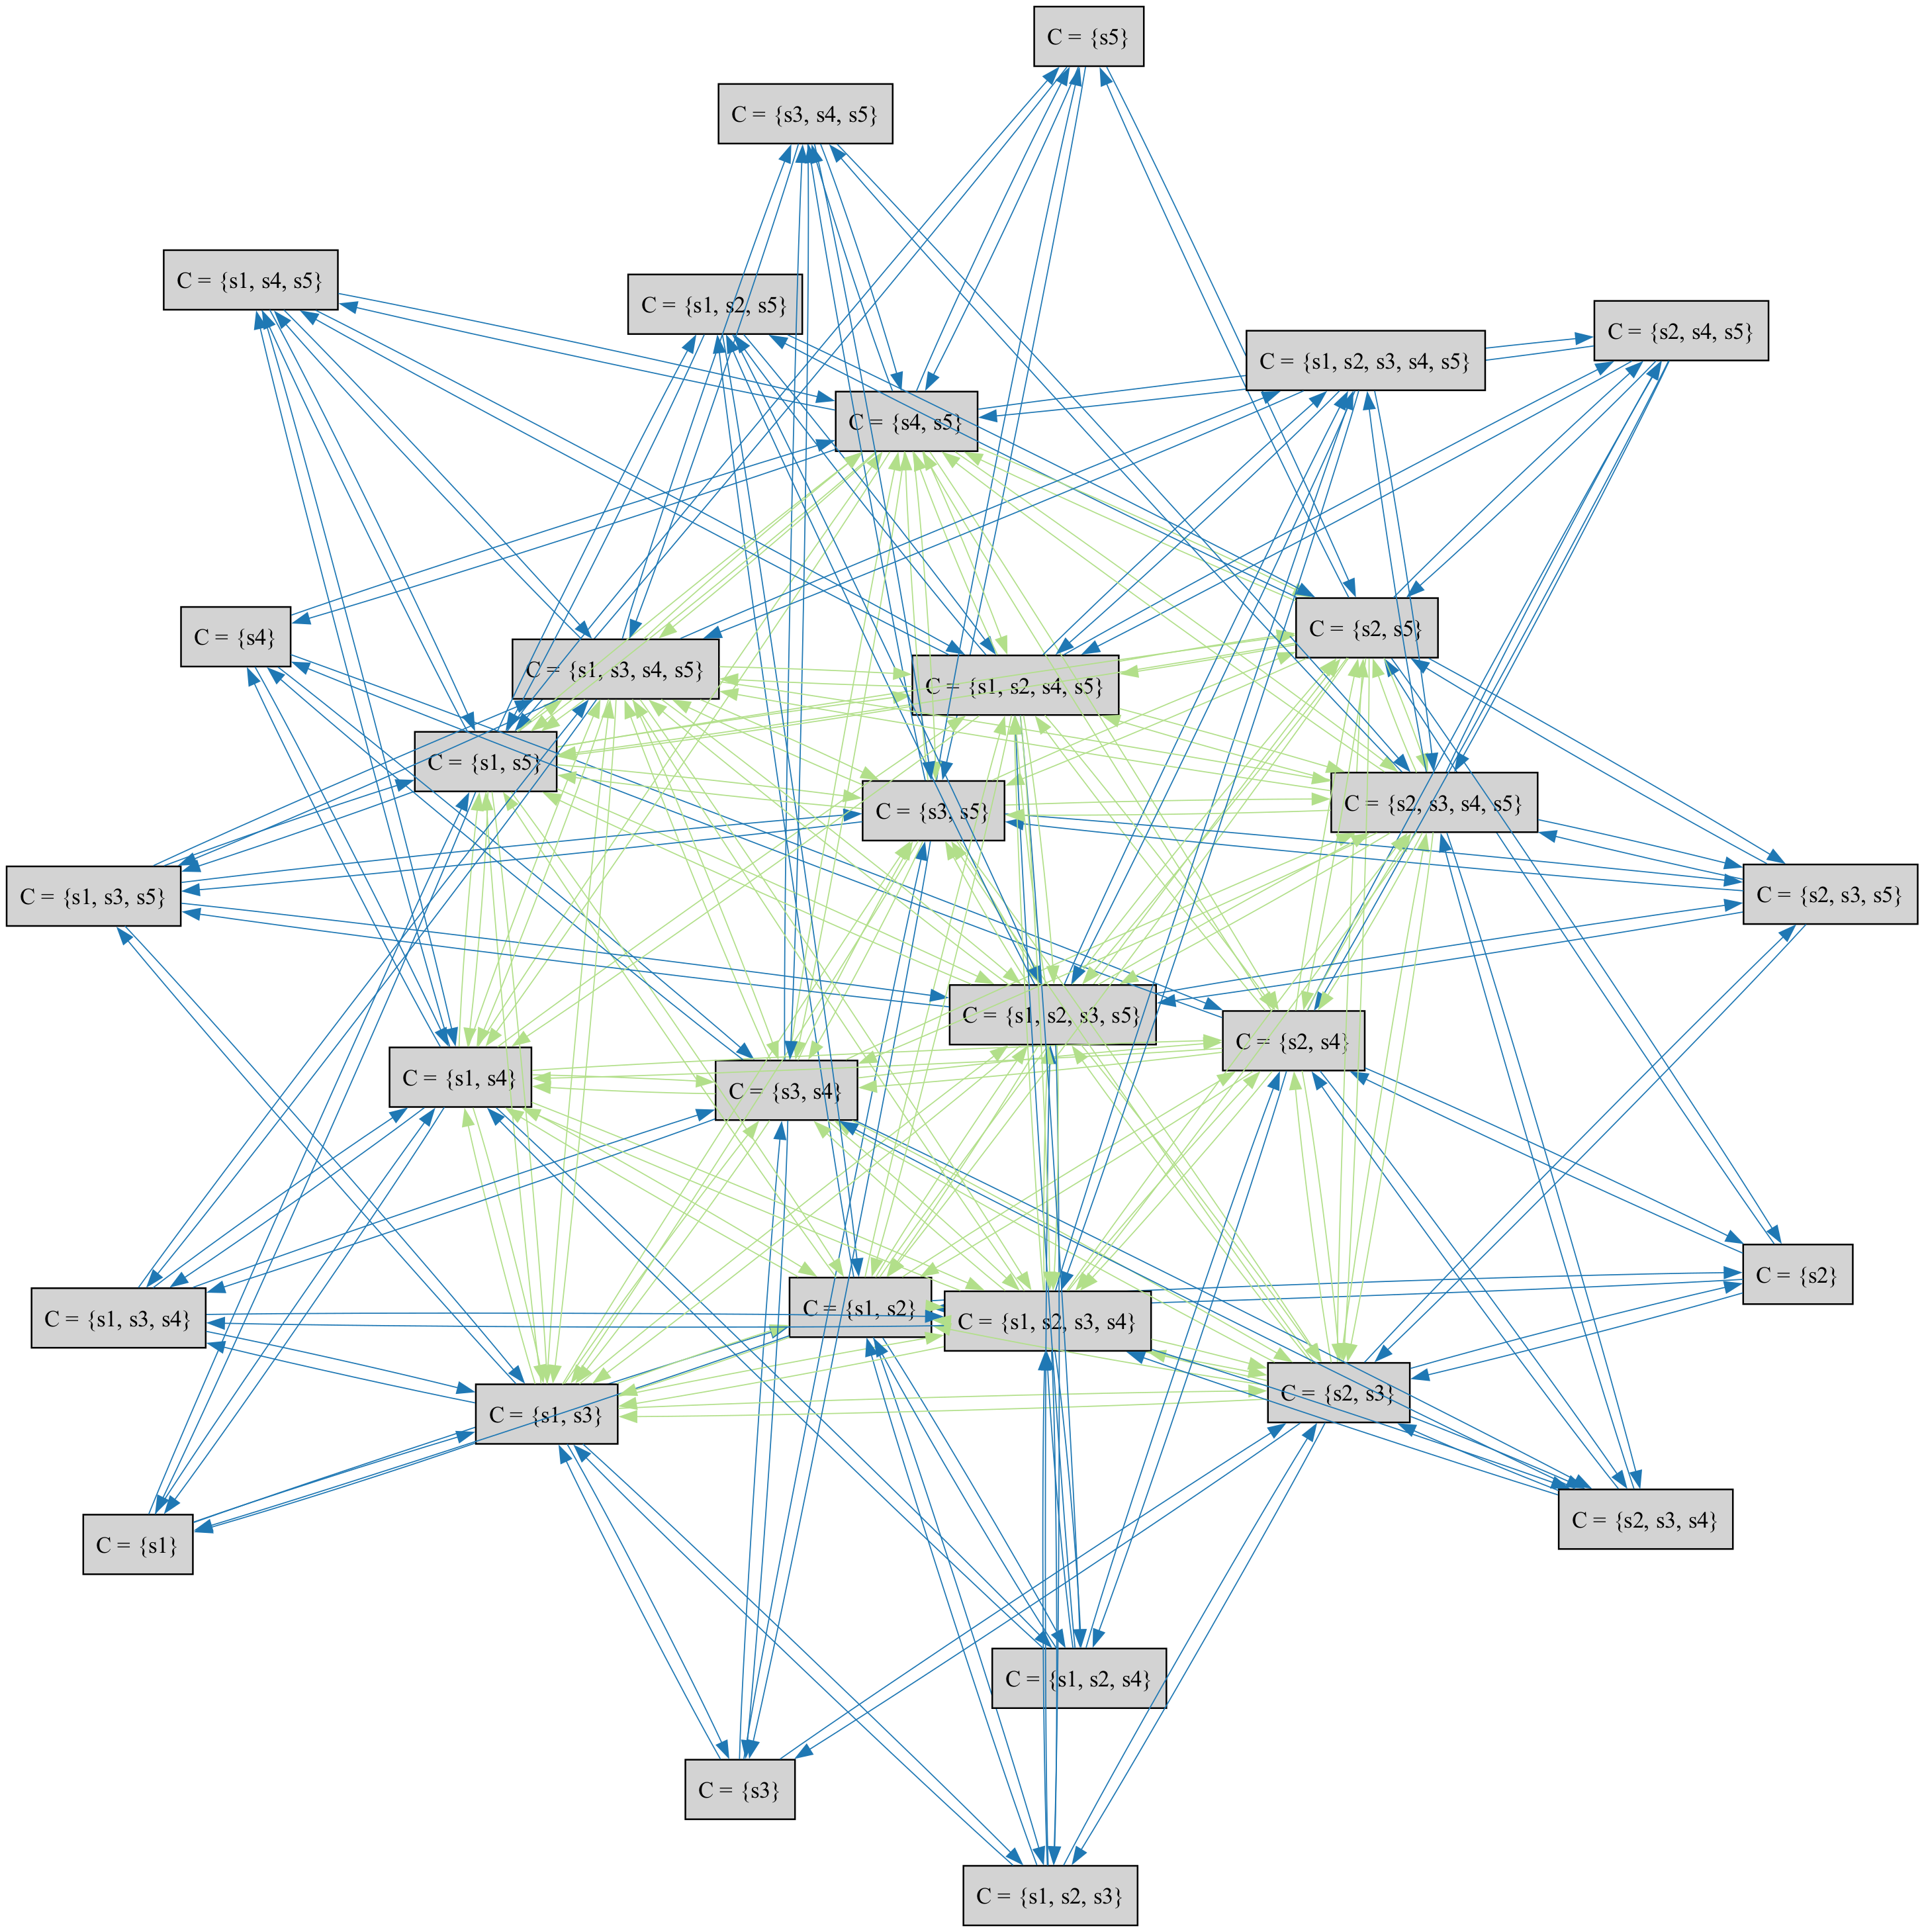 C = {s5}
C = {s3, s4, s5}
C = {s1, s4, s5}
C = {s1, s2, s5}
C = {s2, s4, s5}
C = {s1, s2, s3, s4, s5}
C = {s4, s5}
C = {s2, s5}
C = {s4}
C = {s1, s3, s4, s5}
C = {s1, s2, s4, s5}
C = {s1, s5}
C = {s3, s5}
C = {s2, s3, s4, s5}
C = {s1, s3, s5}
C = {s2, s3, s5}
C = {s1, s2, s3, s5}
C = {s2, s4}
C = {s1, s4}
C = {s3, s4}
C = {s2}
C = {s1, s3, s4}
C = {s1, s2}
C = {s1, s2, s3, s4}
C = {s2, s3}
C = {s1, s3}
C = {s2, s3, s4}
C = {s1}
C = {s1, s2, s4}
C = {s3}
C = {s1, s2, s3}